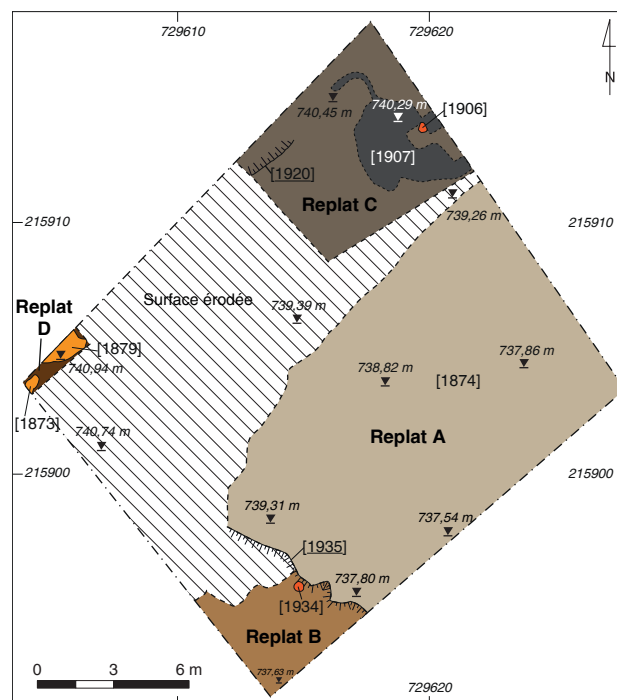 729610
729620
N
740,45 m
740,29 m
[1906]
[1907]
[1920]
Replat C
215910
739,26 m
215910
Surface érodée
739,39 m
Replat
D
[1879]
740,94 m
[1873]
740,74 m
737,86 m
738,82 m
[1874]
Replat A
215900
215900
739,31 m
737,54 m
[1935]
737,80 m
[1934]
Replat B
0
3
6 m
737,63 m
729620